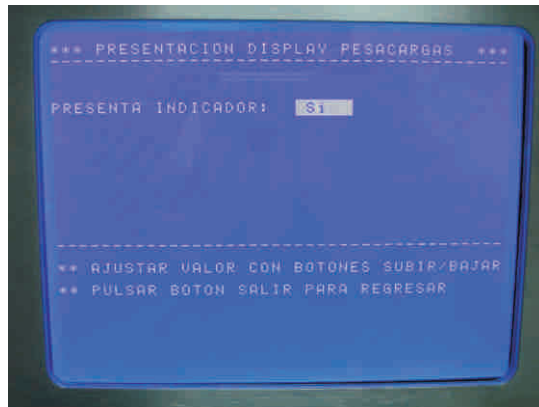 *** PRESENTACION DISPLAY PESACARGAS ***
PRESENTA INDICADOR: Si
** AJUSTAR VALOR CON BOTONES SUBIR/BAJAR
** PULSAR BOTON SALIR PARA REGRESAR